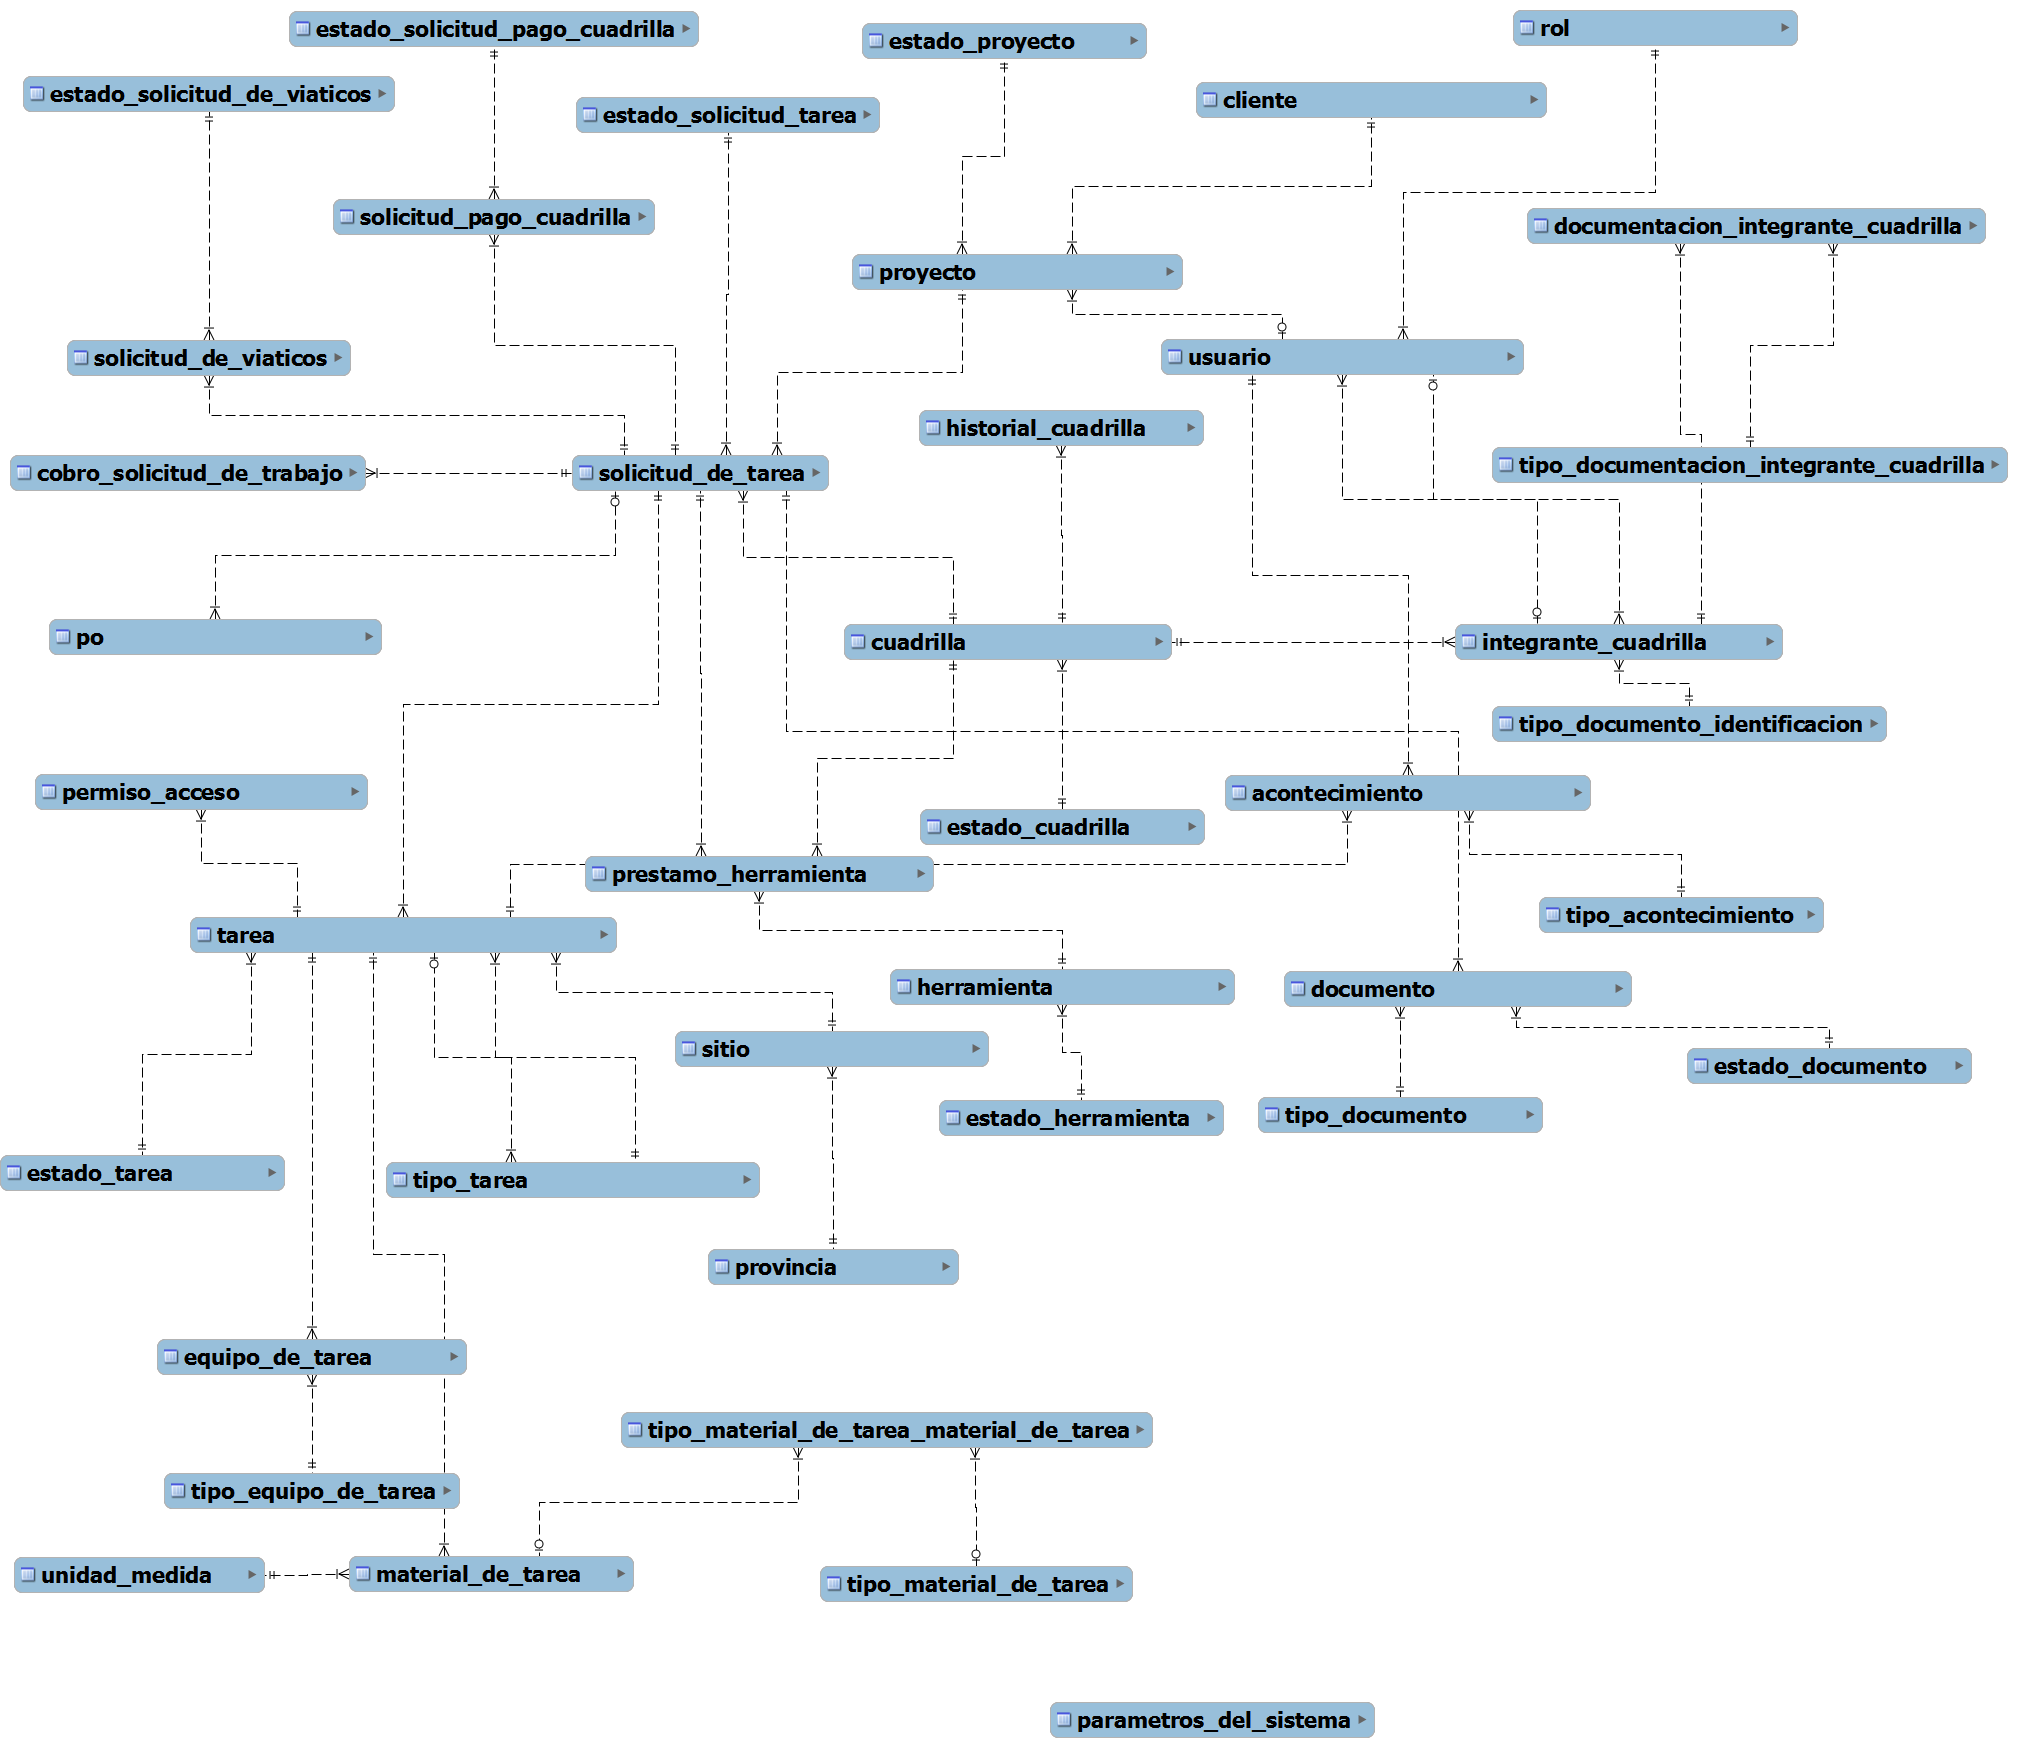 estado_solicitud_pago_cuadrilla
rol
estado_proyecto
estado_solicitud_de_viaticos
cliente
estado_solicitud_tarea
solicitud_pago_cuadrilla
documentacion_integrante_cuadrilla
proyecto
solicitud_de_viaticos
usuario
historial_cuadrilla
tipo_documentacion_integrante_cuadrilla
cobro_solicitud_de_trabajo
solicitud_de_tarea
po
cuadrilla
integrante_cuadrilla
tipo_documento_identificacion
permiso_acceso
acontecimiento
estado_cuadrilla
prestamo_herramienta
tipo_acontecimiento
tarea
herramienta
documento
sitio
estado_documento
estado_herramienta
tipo_documento
estado_tarea
tipo_tarea
provincia
equipo_de_tarea
tipo_material_de_tarea_material_de_tarea
tipo_equipo_de_tarea
unidad_medida
material_de_tarea
tipo_material_de_tarea
parametros_del_sistema